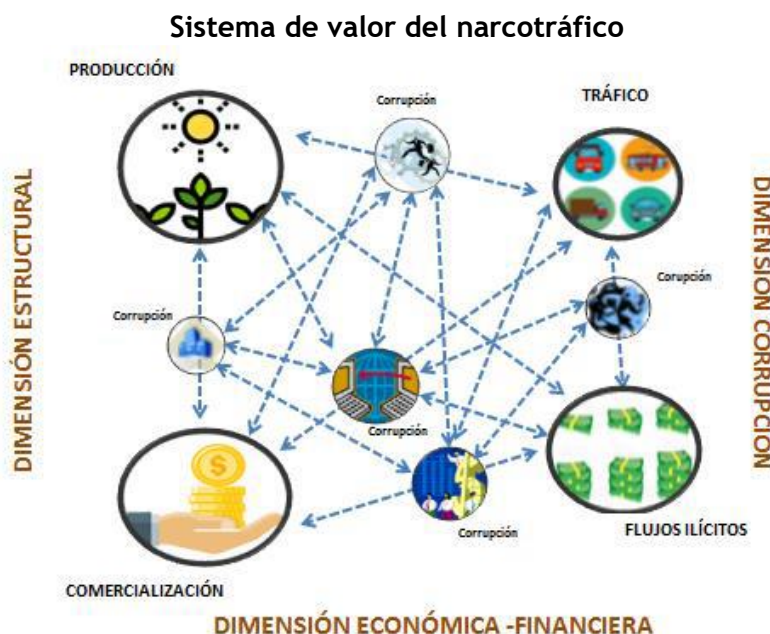 Sistema de valor del narcotráfico
PRODUCCIÓN
Corrupción
TRÁFICO
DIMENSIÓN ESTRUCTURAL
DIMENSION CORRUPCION
Corrupción
Corupción
Corrupción
Corrupción
FLUJOS ILÍCITOS
COMERCIALIZACIÓN
DIMENSIÓN ECONÓMICA -FINANCIERA